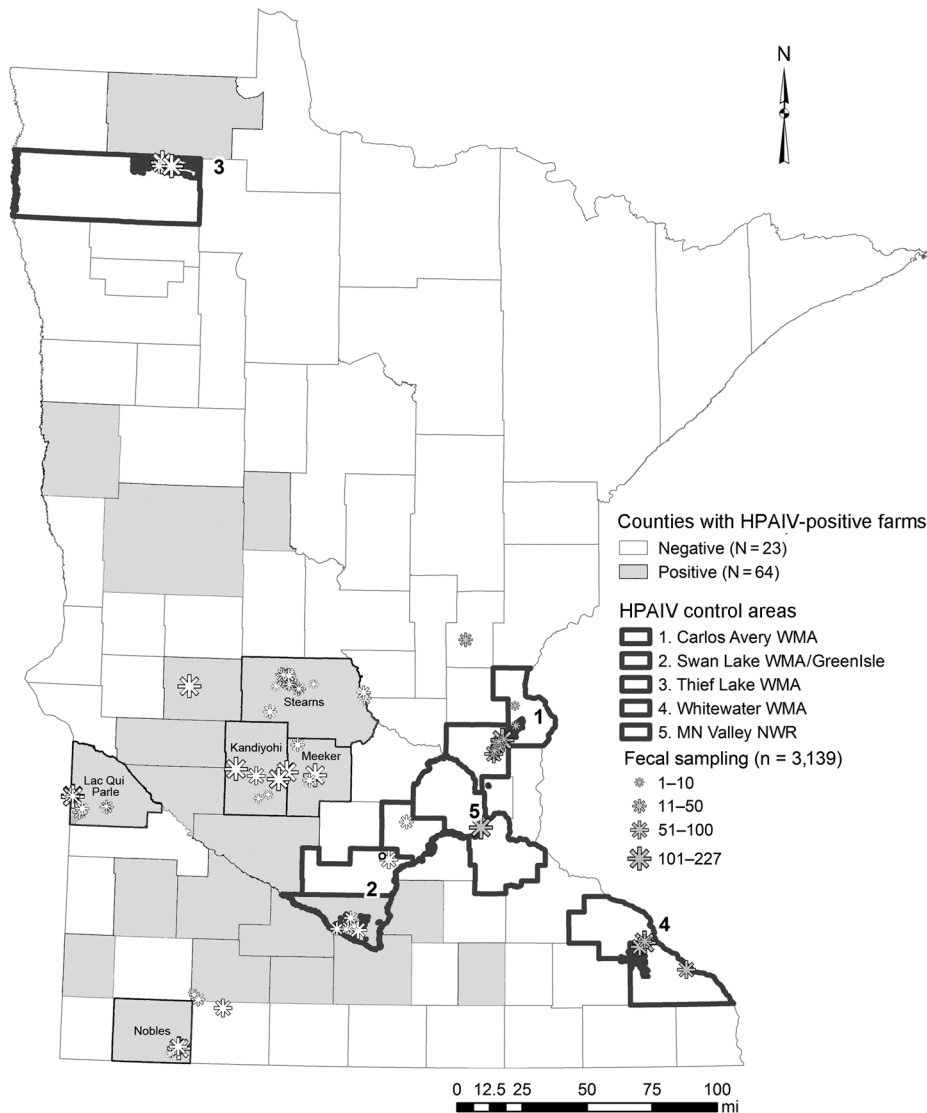 N
3
Counties with HPAIV-positive farms
Negative (N = 23)
Positive (N = 64)
HPAIV control areas
1. Carlos Avery WMA
2. Swan Lake WMA/GreenIsle
3. Thief Lake WMA
4. Whitewater WMA
5. MN Valley NWR
Fecal sampling (n = 3,139)
1–10
11–50
51–100
101–227
Stearns
1
Kandiyohi
Meeker
Lac Qui
Parle
5
2
4
Nobles
0 12.5 25 50 75 100
mi